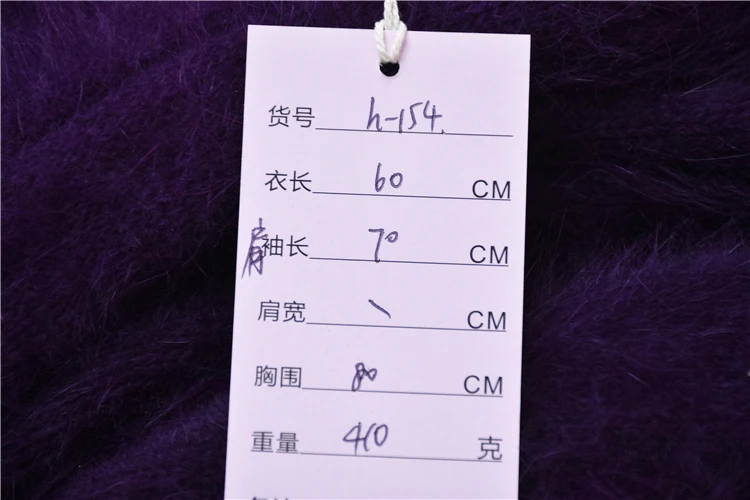 货号 h-154.
衣长 60 CM
肩袖长 70 CM
肩宽 \ CM
胸围 80 CM
重量 410 克